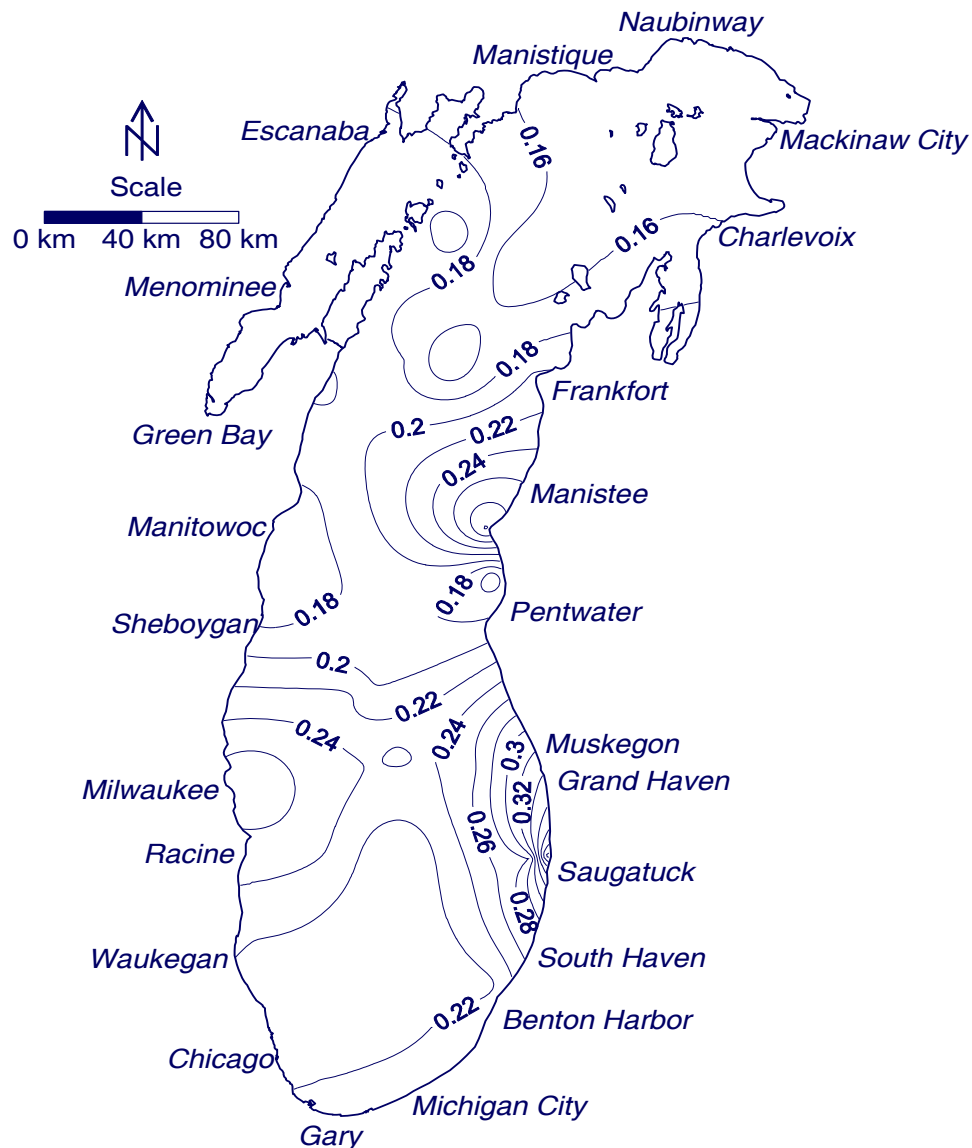 Naubinway
Manistique
Escanaba
0.16
Mackinaw City
N
Scale
0 km 40 km 80 km
0.16
Charlevoix
0.18
Menominee
0.18
Frankfort
Green Bay
0.2
0.22
0.24
Manistee
Manitowoc
0.18
0.18
Pentwater
Sheboygan
0.2
0.22
0.24
0.24
Muskegon
0.3
Grand Haven
Milwaukee
0.32
0.26
Racine
Saugatuck
0.28
Waukegan
South Haven
0.22
Benton Harbor
Chicago
Michigan City
Gary